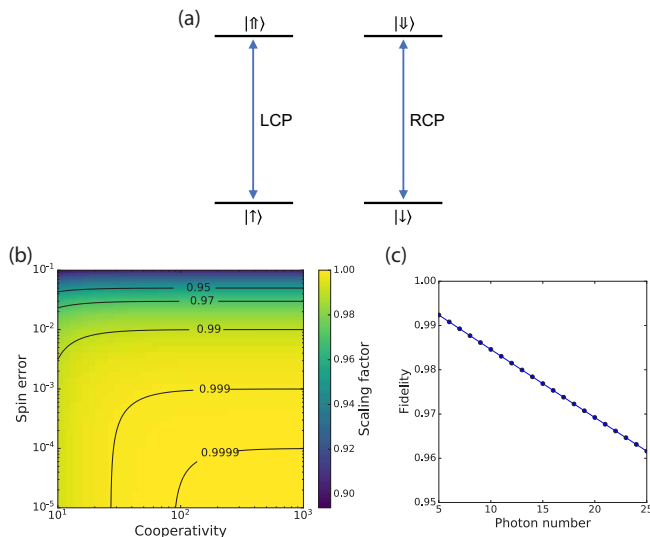 (a)
|⇑⟩ |⇓⟩
LCP RCP
|↑⟩ |↓⟩
(b)
10⁻¹
10⁻²
10⁻³
10⁻⁴
10⁻⁵
Spin error
0.95
0.97
0.99
0.999
0.9999
10¹ 10² 10³
Cooperativity
1.00
0.98
0.96
0.94
0.92
0.90
Scaling factor
(c)
1.00
0.99
0.98
0.97
0.96
0.95
Fidelity
5 10 15 20 25
Photon number